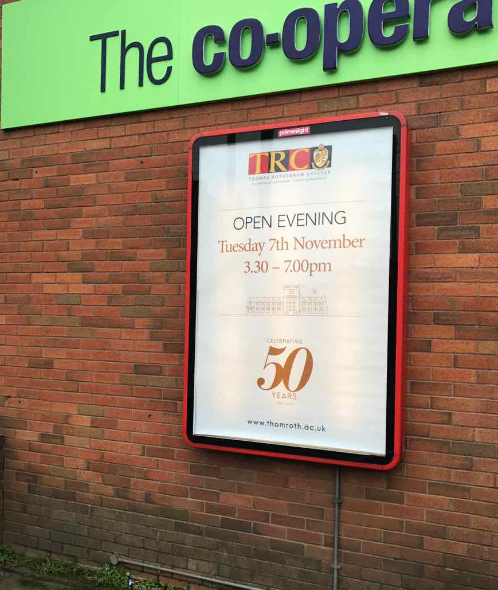 The co-opera
primesight
TRC
THOMAS ROTHERHAM COLLEGE
OPEN EVENING
Tuesday 7th November
3.30 – 7.00pm
CELEBRATING
50
YEARS
www.thomroth.ac.uk